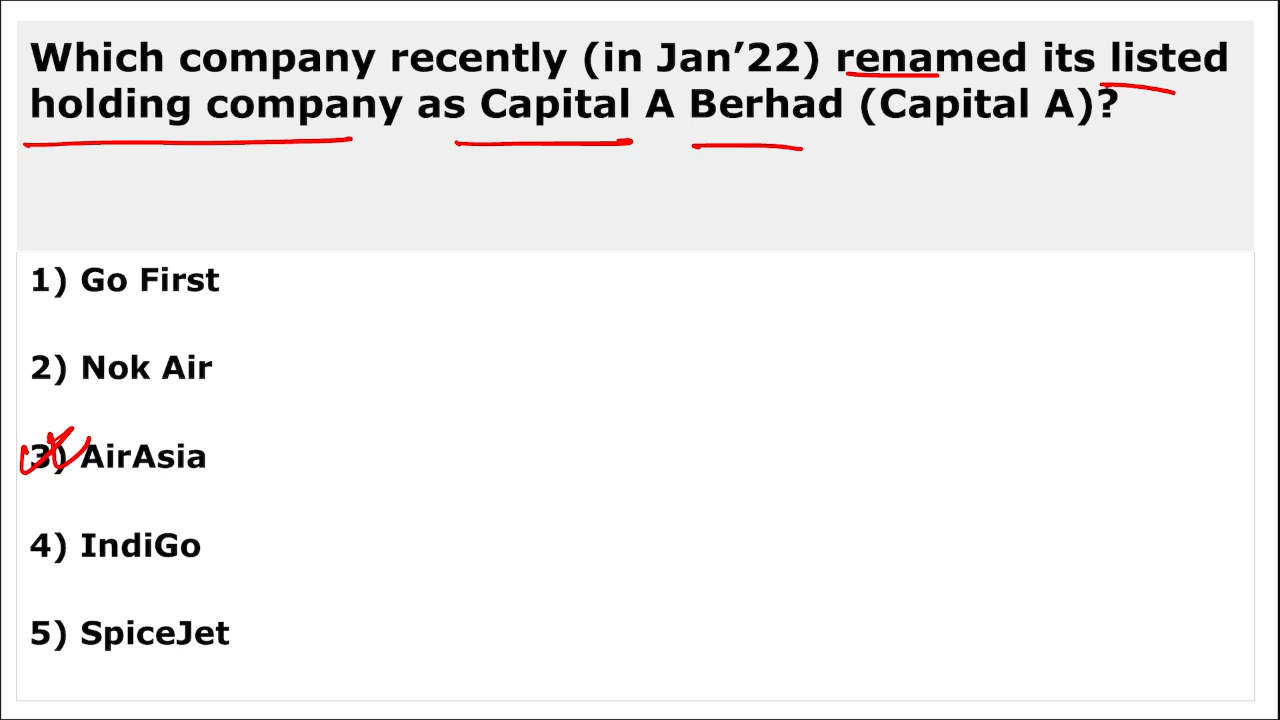 Which company recently (in Jan’22) renamed its listed
holding company as Capital A Berhad (Capital A)?
1) Go First
2) Nok Air
3) AirAsia
4) IndiGo
5) SpiceJet